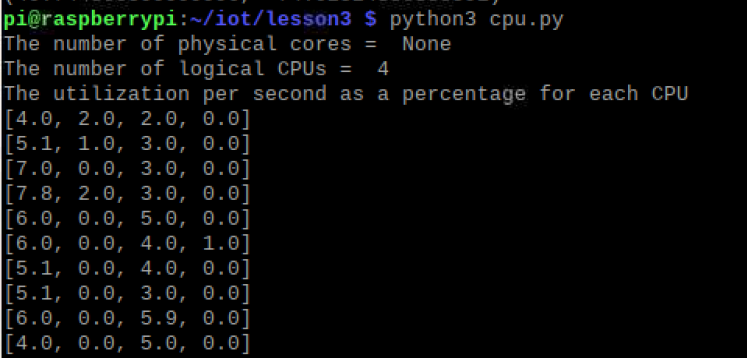 pi@raspberrypi:~/iot/lesson3 $ python3 cpu.py
The number of physical cores =  None
The number of logical CPUs =  4
The utilization per second as a percentage for each CPU
[4.0, 2.0, 2.0, 0.0]
[5.1, 1.0, 3.0, 0.0]
[7.0, 0.0, 3.0, 0.0]
[7.8, 2.0, 3.0, 0.0]
[6.0, 0.0, 5.0, 0.0]
[6.0, 0.0, 4.0, 1.0]
[5.1, 0.0, 4.0, 0.0]
[5.1, 0.0, 3.0, 0.0]
[6.0, 0.0, 5.9, 0.0]
[4.0, 0.0, 5.0, 0.0]